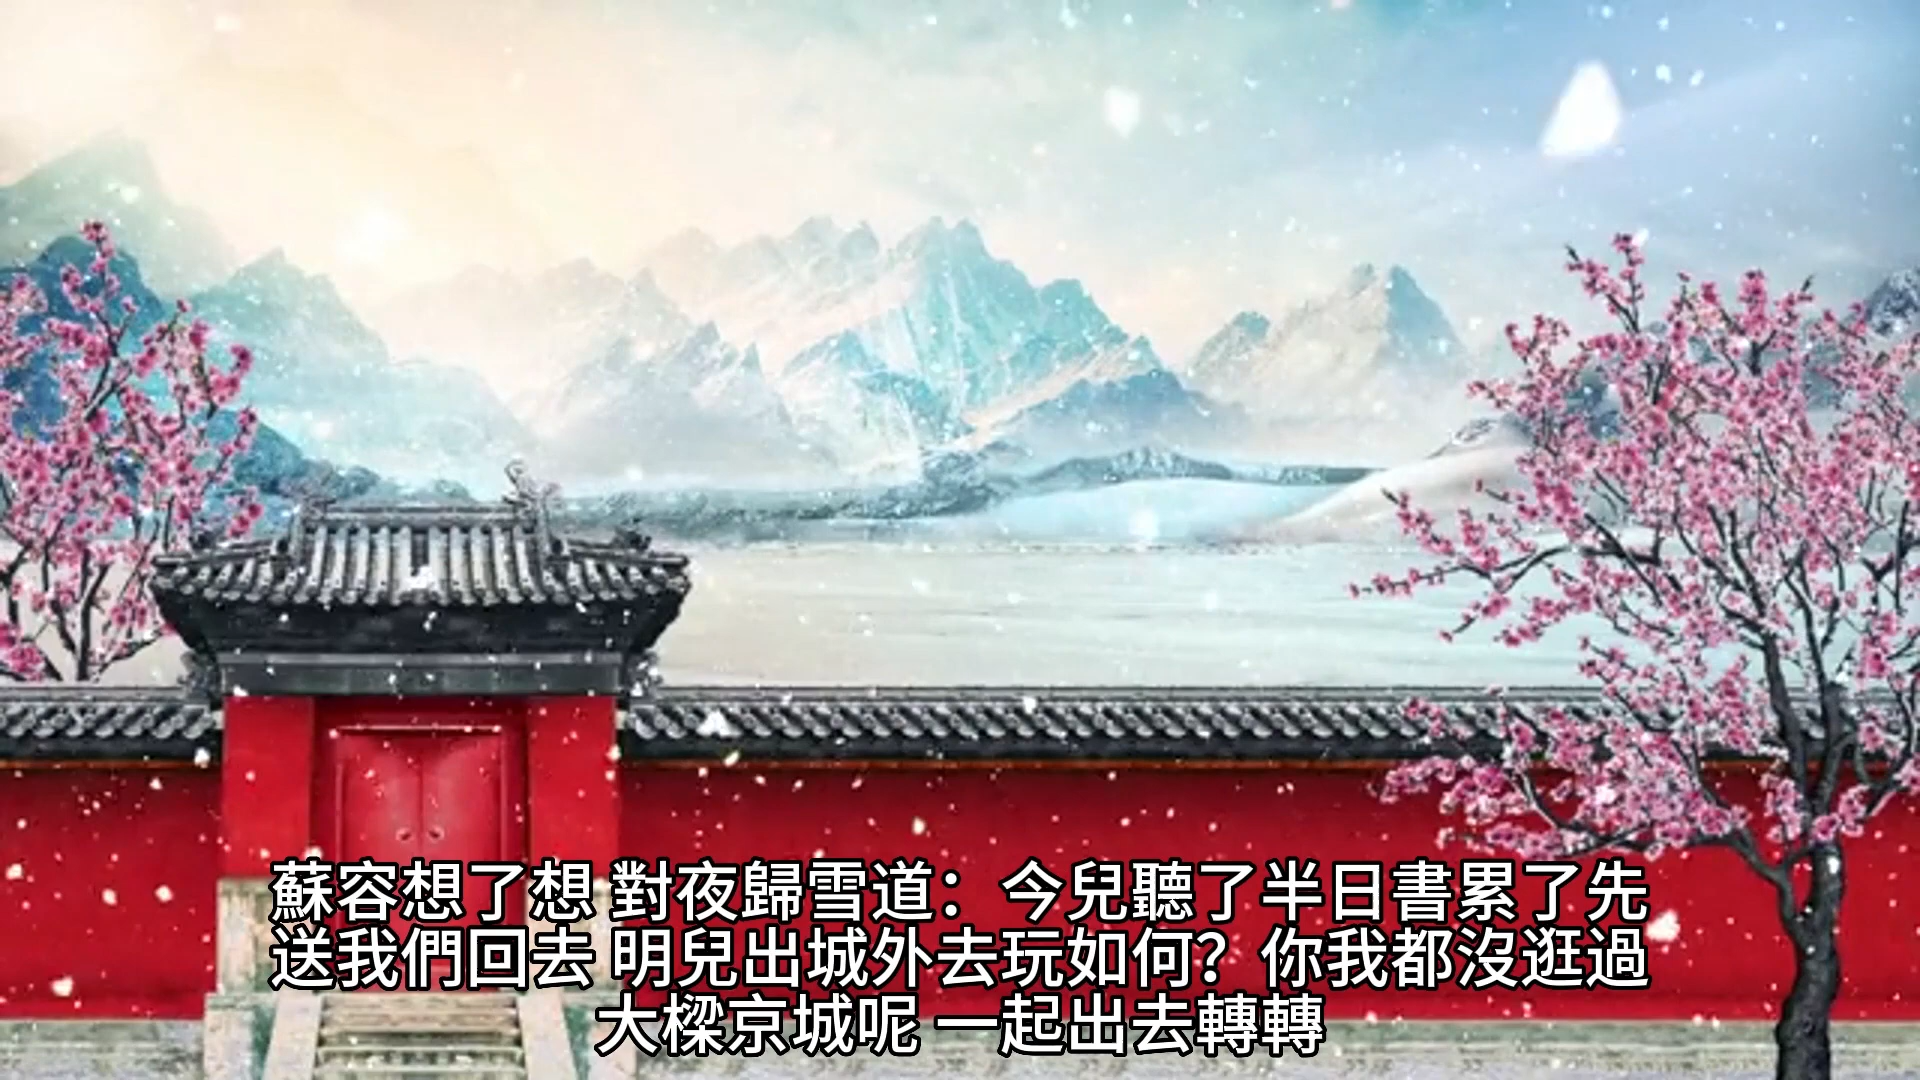 蘇容想了想 對夜歸雪道：今兒聽了半日書累了先
送我們回去 明兒出城外去玩如何？你我都沒逛過
大樑京城呢 一起出去轉轉